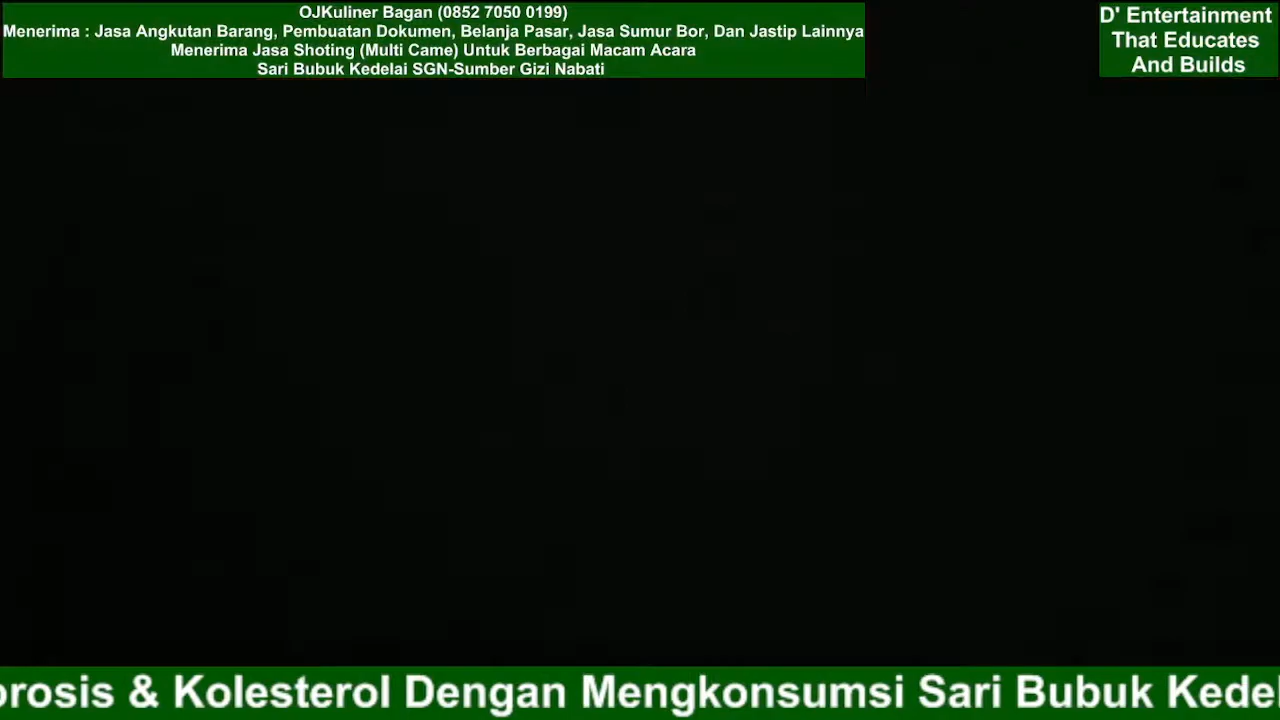 OJKuliner Bagan (0852 7050 0199)
Menerima : Jasa Angkutan Barang, Pembuatan Dokumen, Belanja Pasar, Jasa Sumur Bor, Dan Jastip Lainnya
Menerima Jasa Shoting (Multi Came) Untuk Berbagai Macam Acara
Sari Bubuk Kedelai SGN-Sumber Gizi Nabati
D' Entertainment
That Educates
And Builds
orosis & Kolesterol Dengan Mengkonsumsi Sari Bubuk Kedel